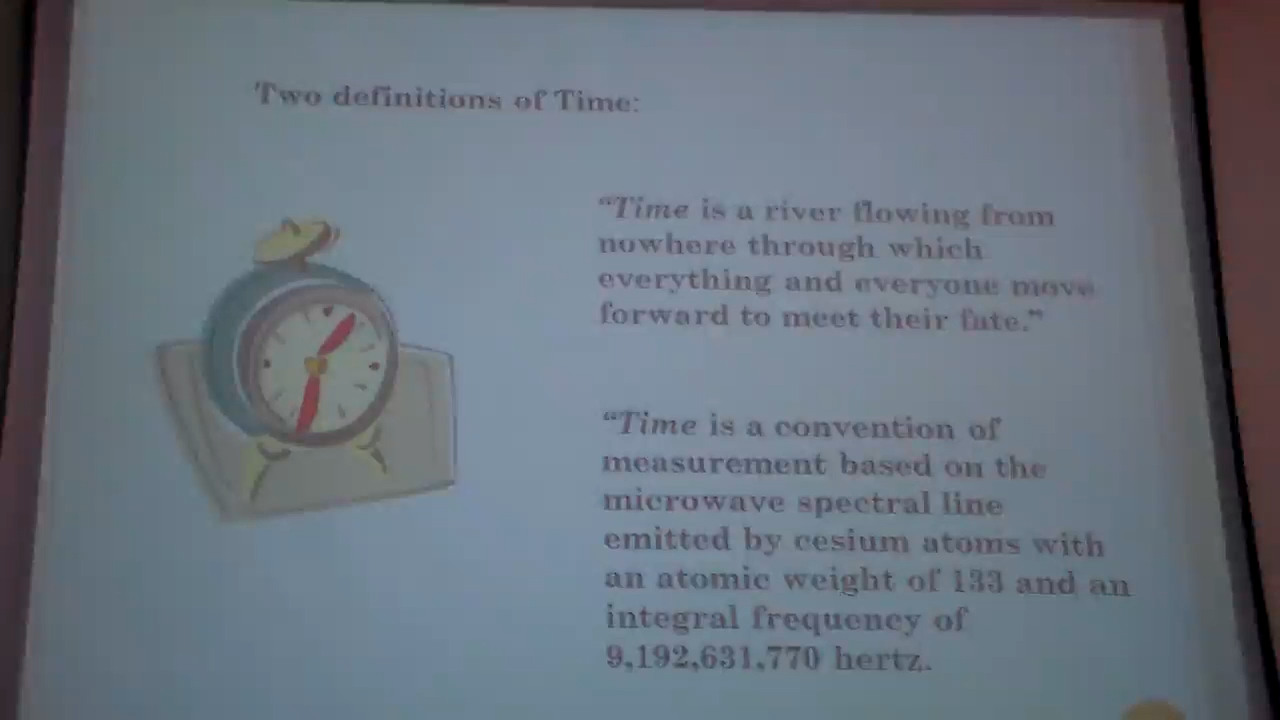 Two definitions of Time:
“Time is a river flowing from
nowhere through which
everything and everyone move
forward to meet their fate.”
“Time is a convention of
measurement based on the
microwave spectral line
emitted by cesium atoms with
an atomic weight of 133 and an
integral frequency of
9,192,631,770 hertz.